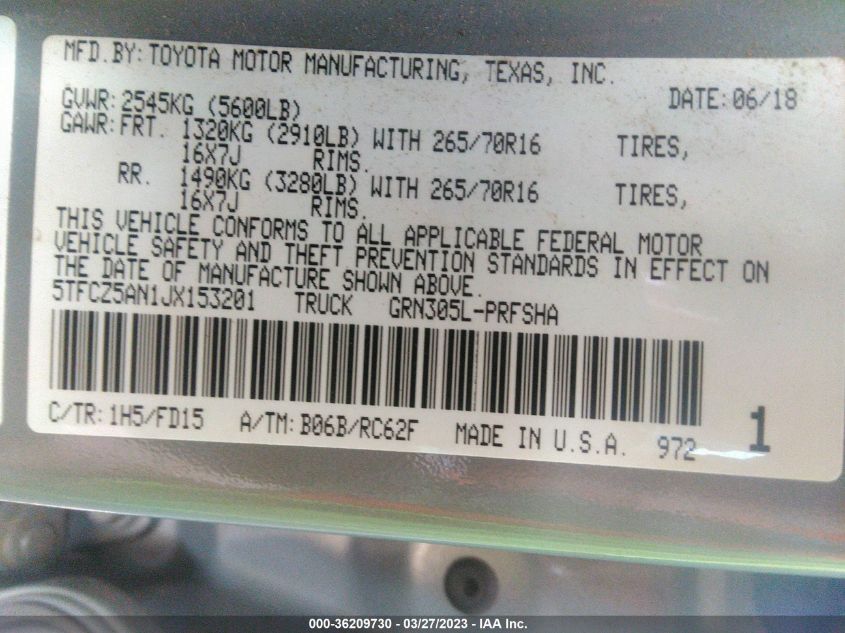 MFD.BY:TOYOTA MOTOR MANUFACTURING, TEXAS, INC.
DATE:06/18
GVWR:2545KG (5600LB)
GAWR:FRT. 1320KG (2910LB) WITH 265/70R16 TIRES,
16X7J RIMS.
RR. 1490KG (3280LB) WITH 265/70R16 TIRES,
16X7J RIMS.
THIS VEHICLE CONFORMS TO ALL APPLICABLE FEDERAL MOTOR
VEHICLE SAFETY AND THEFT PREVENTION STANDARDS IN EFFECT ON
THE DATE OF MANUFACTURE SHOWN ABOVE.
5TFCZ5AN1JX153201 TRUCK GRN305L-PRFSHA
C/TR:1H5/FD15 A/TM:B06B/RC62F MADE IN U.S.A. 972 1
000-36209730 - 03/27/2023 - IAA Inc.